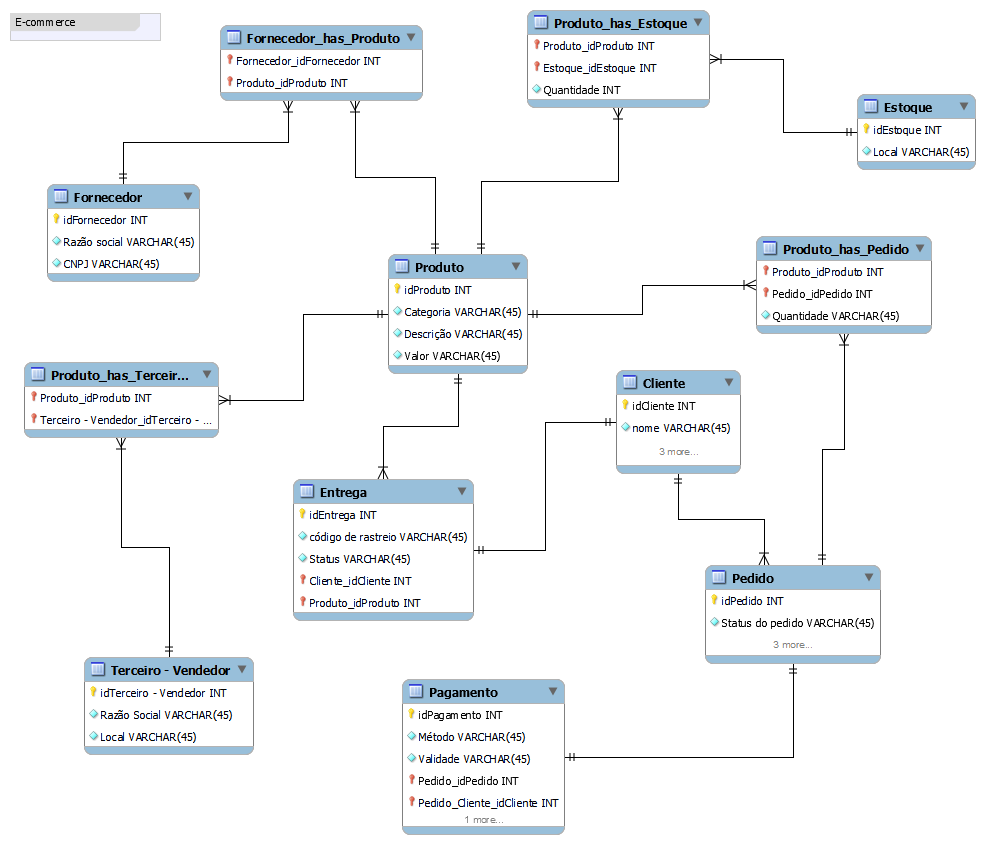 E-commerce
Fornecedor_has_Produto
Fornecedor_idFornecedor INT
Produto_idProduto INT
Produto_has_Estoque
Produto_idProduto INT
Estoque_idEstoque INT
Quantidade INT
Estoque
idEstoque INT
Local VARCHAR(45)
Fornecedor
idFornecedor INT
Razão social VARCHAR(45)
CNPJ VARCHAR(45)
Produto
idProduto INT
Categoria VARCHAR(45)
Descrição VARCHAR(45)
Valor VARCHAR(45)
Produto_has_Pedido
Produto_idProduto INT
Pedido_idPedido INT
Quantidade VARCHAR(45)
Produto_has_Terceir...
Produto_idProduto INT
Terceiro - Vendedor_idTerceiro - ...
Cliente
idCliente INT
nome VARCHAR(45)
3 more...
Entrega
idEntrega INT
código de rastreio VARCHAR(45)
Status VARCHAR(45)
Cliente_idCliente INT
Produto_idProduto INT
Pedido
idPedido INT
Status do pedido VARCHAR(45)
3 more...
Terceiro - Vendedor
idTerceiro - Vendedor INT
Razão Social VARCHAR(45)
Local VARCHAR(45)
Pagamento
idPagamento INT
Método VARCHAR(45)
Validade VARCHAR(45)
Pedido_idPedido INT
Pedido_Cliente_idCliente INT
1 more...